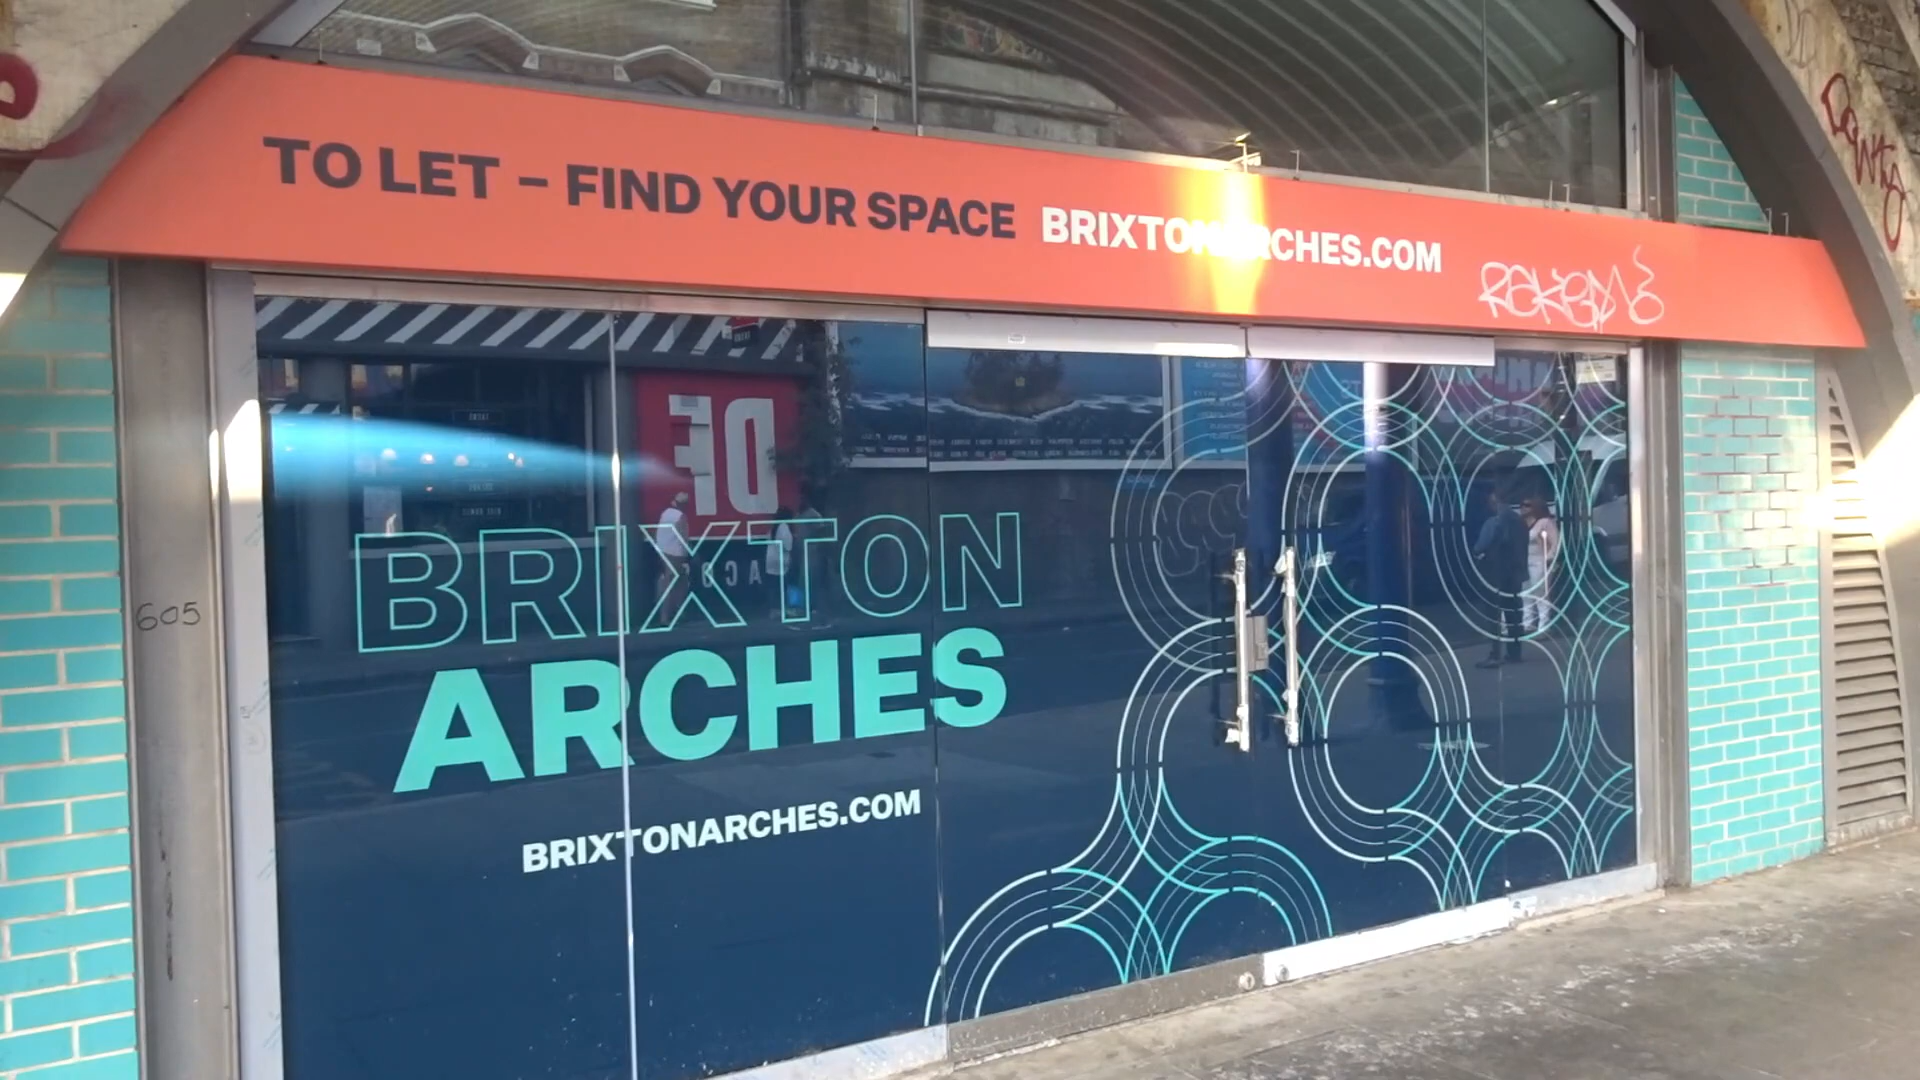 TO LET – FIND YOUR SPACE BRIXTONARCHES.COM
605
BRIXTON
ARCHES
BRIXTONARCHES.COM